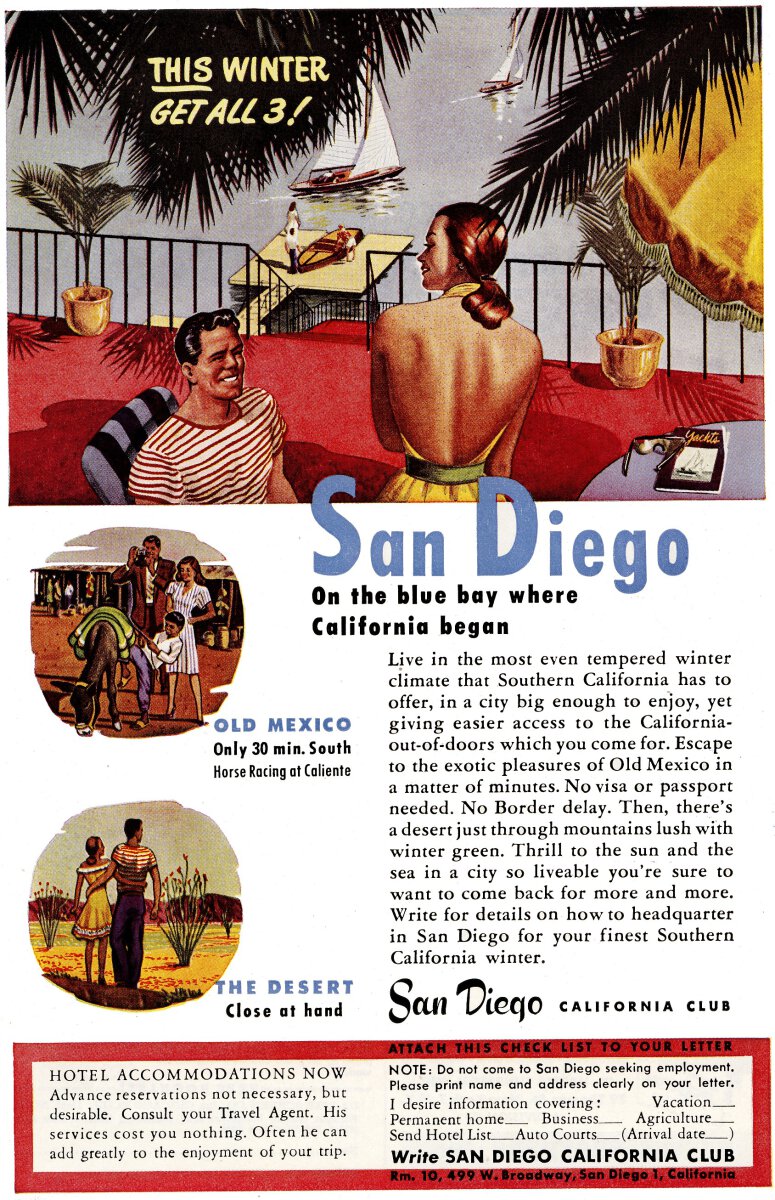 THIS WINTER
GET ALL 3!
Yachts
San Diego
On the blue bay where
California began
Live in the most even tempered winter
climate that Southern California has to
offer, in a city big enough to enjoy, yet
giving easier access to the California-
out-of-doors which you come for. Escape
to the exotic pleasures of Old Mexico in
a matter of minutes. No visa or passport
needed. No Border delay. Then, there's
a desert just through mountains lush with
winter green. Thrill to the sun and the
sea in a city so liveable you're sure to
want to come back for more and more.
Write for details on how to headquarter
in San Diego for your finest Southern
California winter.
OLD MEXICO
Only 30 min. South
Horse Racing at Caliente
THE DESERT
Close at hand
San Diego CALIFORNIA CLUB
HOTEL ACCOMMODATIONS NOW
Advance reservations not necessary, but
desirable. Consult your Travel Agent. His
services cost you nothing. Often he can
add greatly to the enjoyment of your trip.
ATTACH THIS CHECK LIST TO YOUR LETTER
NOTE: Do not come to San Diego seeking employment.
Please print name and address clearly on your letter.
I desire information covering: Vacation___
Permanent home___ Business___ Agriculture___
Send Hotel List___ Auto Courts___ (Arrival date___)
Write SAN DIEGO CALIFORNIA CLUB
Rm. 10, 499 W. Broadway, San Diego 1, California